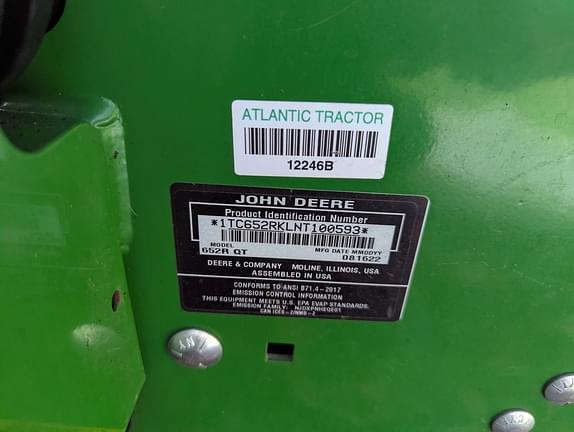 ATLANTIC TRACTOR
12246B
JOHN DEERE
Product Identification Number
*1TC652RKLNT100593*
MODEL MFG DATE MMDDYY
652R QT 081622
DEERE & COMPANY MOLINE, ILLINOIS, USA
ASSEMBLED IN USA
CONFORMS TO ANSI B71.4-2017
EMISSION CONTROL INFORMATION
THIS EQUIPMENT MEETS U.S. EPA EVAP STANDARDS.
EMISSION FAMILY: